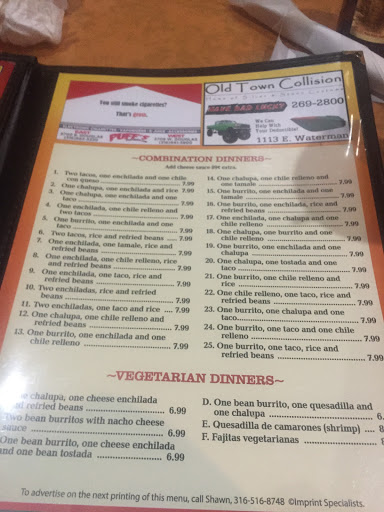 You still smoke cigarettes?
That's gross.
PUFFZ
EAST
WEST
Old Town Collision
HAVE BAD LUCK?
269-2800
We Can
Help With
Your Deductible!
1113 E. Waterman
~COMBINATION DINNERS~
Add cheese sauce extra.
1. Two tacos, one enchilada and one chile
con queso 7.99
2. One chalupa, one enchilada and rice 7.99
3. One chalupa, one enchilada and one
taco 7.99
4. One enchilada, one chile relleno and
two tacos 7.99
5. One burrito, one enchilada and one
taco 7.99
6. Two tacos, rice and refried beans 7.99
7. One enchilada, one tamale, rice and
refried beans 7.99
8. One enchilada, one chile relleno, rice
and refried beans 7.99
9. One enchilada, one taco, rice and
refried beans 7.99
10. Two enchiladas, rice and refried
beans 7.99
11. Two enchiladas, one taco and rice 7.99
12. One chalupa, one chile relleno and
refried beans 7.99
13. One burrito, one enchilada and one
chile relleno 7.99
14. One chalupa, one chile relleno and
one tamale 7.99
15. One burrito, one enchilada and one
tamale 7.99
16. One burrito, one enchilada, rice and
refried beans 7.99
17. One enchilada, one chalupa and one
chile relleno 7.99
18. One chalupa, one burrito and one
chile relleno 7.99
19. One burrito, one enchilada and one
chalupa 7.99
20. One chalupa, one tostada and one
taco 7.99
21. One burrito, one chile relleno and
rice 7.99
22. One chile relleno, one taco, rice and
refried beans 7.99
23. One burrito, one chalupa and one
taco 7.99
24. One burrito, one taco and one chile
relleno 7.99
25. One burrito, one taco, rice and
refried beans 7.99
~VEGETARIAN DINNERS~
chalupa, one cheese enchilada
and refried beans 6.99
Two bean burritos with nacho cheese
sauce 6.99
One bean burrito, one cheese enchilada
and one bean tostada 6.99
D. One bean burrito, one quesadilla and
one chalupa 6.
E. Quesadilla de camarones (shrimp)
F. Fajitas vegetarianas
To advertise on the next printing of this menu, call Shawn, 316-516-8748 ©Imprint Specialists.